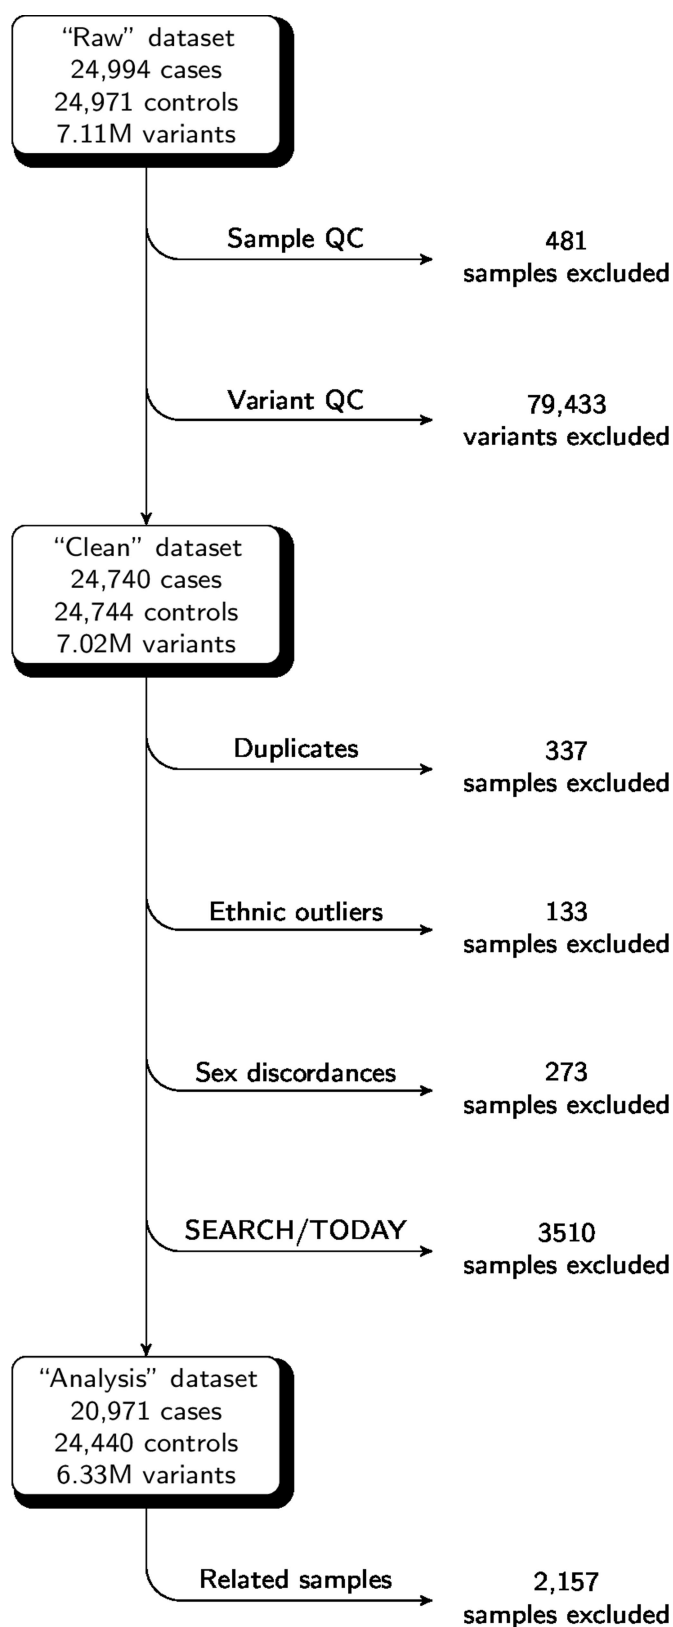 “Raw” dataset
24,994 cases
24,971 controls
7.11M variants
Sample QC
481
samples excluded
Variant QC
79,433
variants excluded
“Clean” dataset
24,740 cases
24,744 controls
7.02M variants
Duplicates
337
samples excluded
Ethnic outliers
133
samples excluded
Sex discordances
273
samples excluded
SEARCH/TODAY
3510
samples excluded
“Analysis” dataset
20,971 cases
24,440 controls
6.33M variants
Related samples
2,157
samples excluded